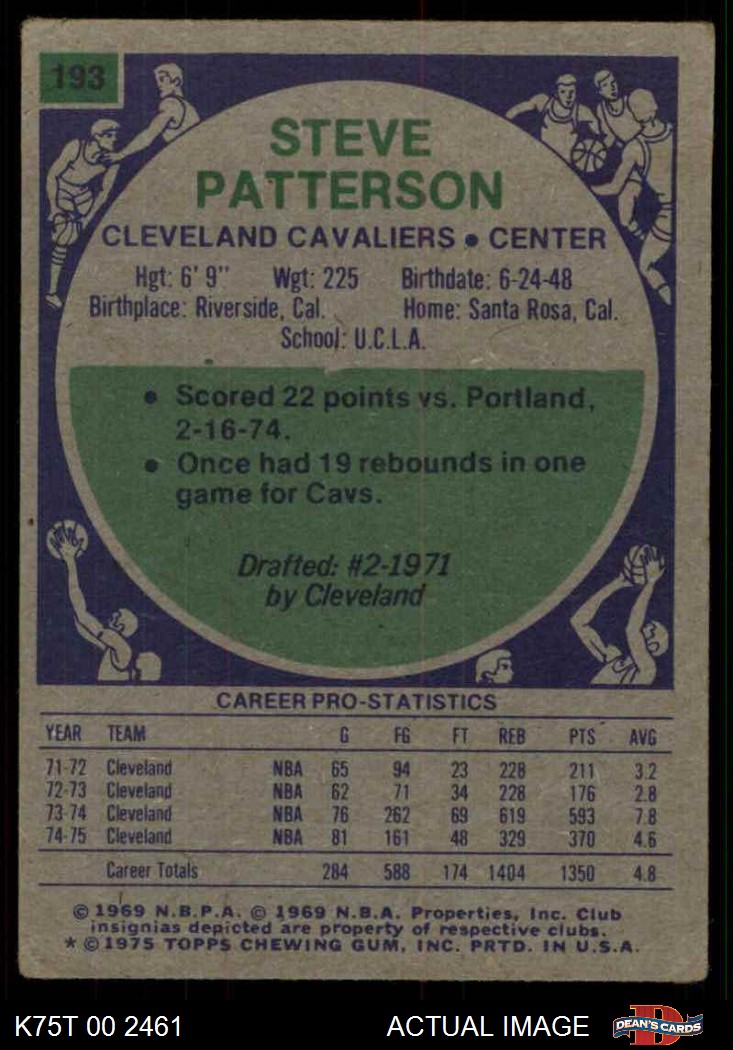 193
STEVE
PATTERSON
CLEVELAND CAVALIERS • CENTER
Hgt: 6' 9" Wgt: 225 Birthdate: 6-24-48
Birthplace: Riverside, Cal. Home: Santa Rosa, Cal.
School: U.C.L.A.
• Scored 22 points vs. Portland,
2-16-74.
• Once had 19 rebounds in one
game for Cavs.
Drafted: #2-1971
by Cleveland
CAREER PRO-STATISTICS
YEAR TEAM G FG FT REB PTS AVG
71-72 Cleveland NBA 65 94 23 228 211 3.2
72-73 Cleveland NBA 62 71 34 228 176 2.8
73-74 Cleveland NBA 76 262 69 619 593 7.8
74-75 Cleveland NBA 81 161 48 329 370 4.6
Career Totals 284 588 174 1404 1350 4.8
© 1969 N.B.P.A. © 1969 N.B.A. Properties, Inc. Club
insignias depicted are property of respective clubs.
* © 1975 TOPPS CHEWING GUM, INC. PRTD. IN U.S.A.
K75T 00 2461 ACTUAL IMAGE D DEAN'S CARDS